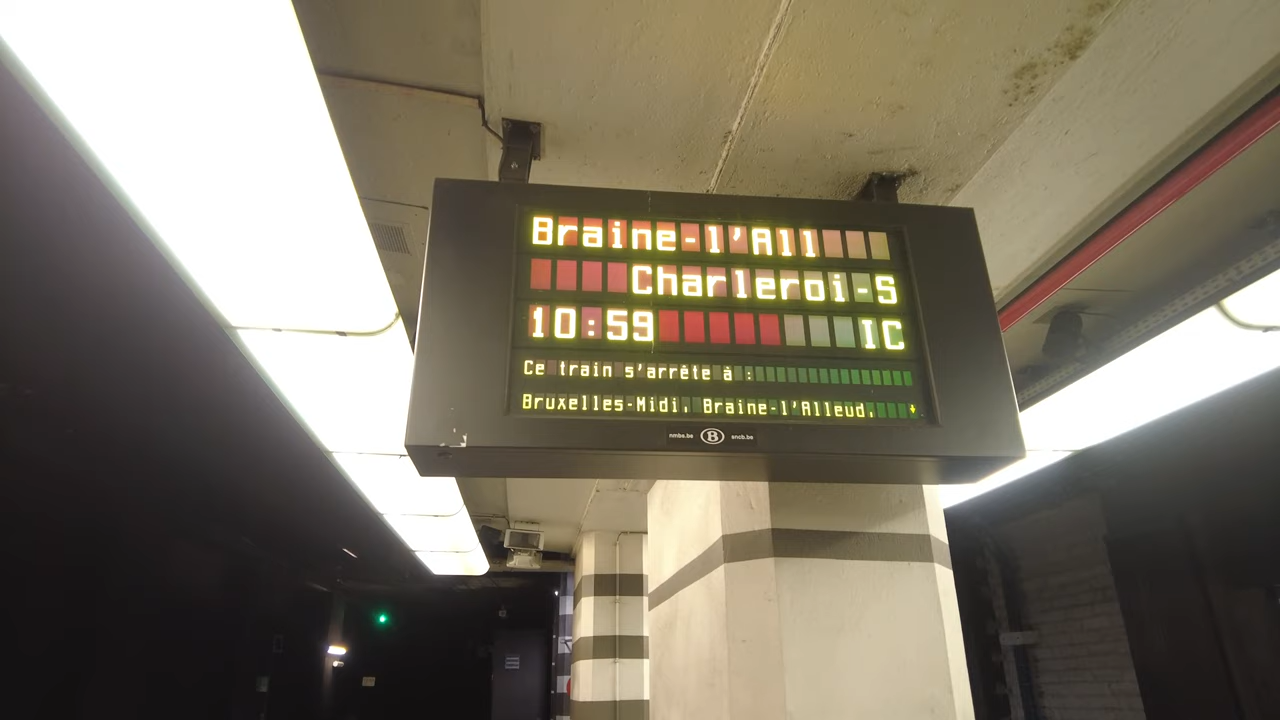 Braine-l'All
Charleroi-S
10:59 IC
Ce train s'arrête à :
Bruxelles-Midi, Braine-l'Alleud,
nmbs.be B sncb.be